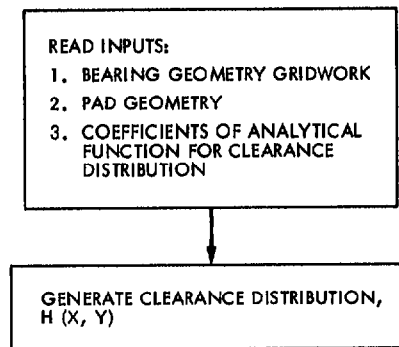 READ INPUTS:
1. BEARING GEOMETRY GRIDWORK
2. PAD GEOMETRY
3. COEFFICIENTS OF ANALYTICAL
FUNCTION FOR CLEARANCE
DISTRIBUTION
GENERATE CLEARANCE DISTRIBUTION,
H (X, Y)